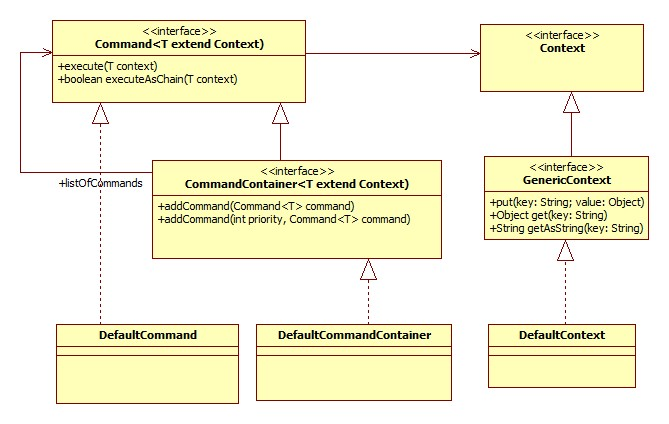 <<interface>>
Command<T extend Context)
+execute(T context)
+boolean executeAsChain(T context)
<<interface>>
Context
+listOfCommands
<<interface>>
CommandContainer<T extend Context)
+addCommand(Command<T> command)
+addCommand(int priority, Command<T> command)
<<interface>>
GenericContext
+put(key: String; value: Object)
+Object get(key: String)
+String getAsString(key: String)
DefaultCommand
DefaultCommandContainer
DefaultContext